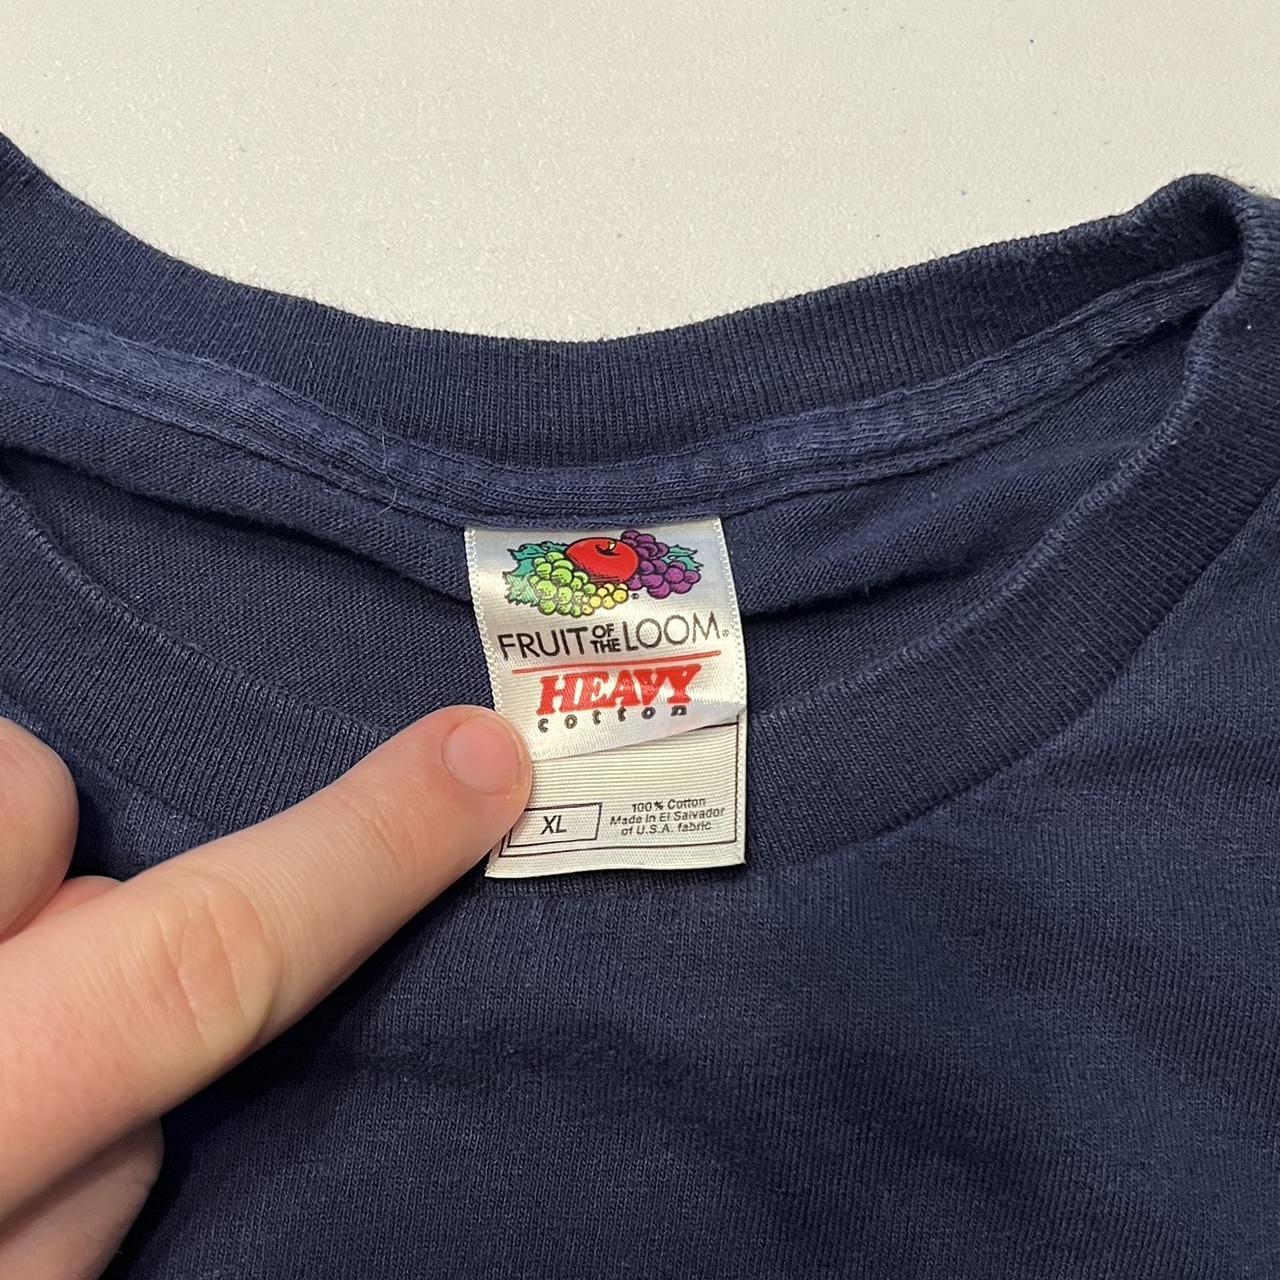 FRUIT OF THE LOOM®
HEAVY
cotton
XL
100% Cotton
Made in El Salvador
of U.S.A. fabric